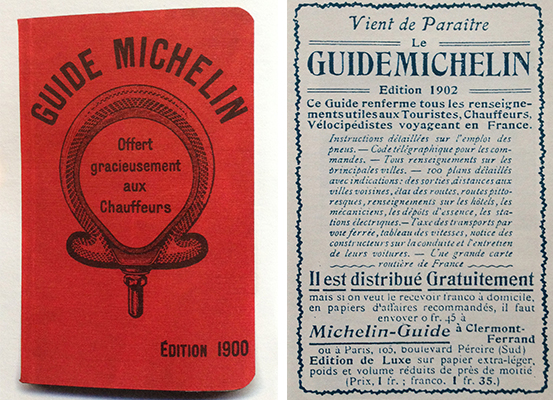 GUIDE MICHELIN
Offert
gracieusement
aux
Chauffeurs
ÉDITION 1900
Vient de Paraître
Le
GUIDE MICHELIN
Edition 1902
Ce Guide renferme tous les renseigne-
ments utiles aux Touristes, Chauffeurs,
Vélocipédistes voyageant en France.
Instructions détaillées sur l'emploi des
pneus. — Code télégraphique pour les com-
mandes. — Tous renseignements sur les
principales villes. — 100 plans détaillés
avec indications: des sorties, distances aux
villes voisines, état des routes, routes pitto-
resques, renseignements sur les hôtels, les
mécaniciens, les dépôts d'essence, les sta-
tions électriques. — Taxe des transports par
voie ferrée, tableau des vitesses, notice des
constructeurs sur la conduite et l'entretien
de leurs voitures. — Une grande carte
routière de France
Il est distribué Gratuitement
mais si on veut le recevoir franco à domicile,
en papiers d'affaires recommandés, il faut
envoyer 0 fr. 45 à
Michelin-Guide à Clermont-
Ferrand
ou à Paris, 105, boulevard Péreire (Sud)
Edition de Luxe sur papier extra-léger,
poids et volume réduits de près de moitié
(Prix, 1 fr.; franco, 1 fr 35.)